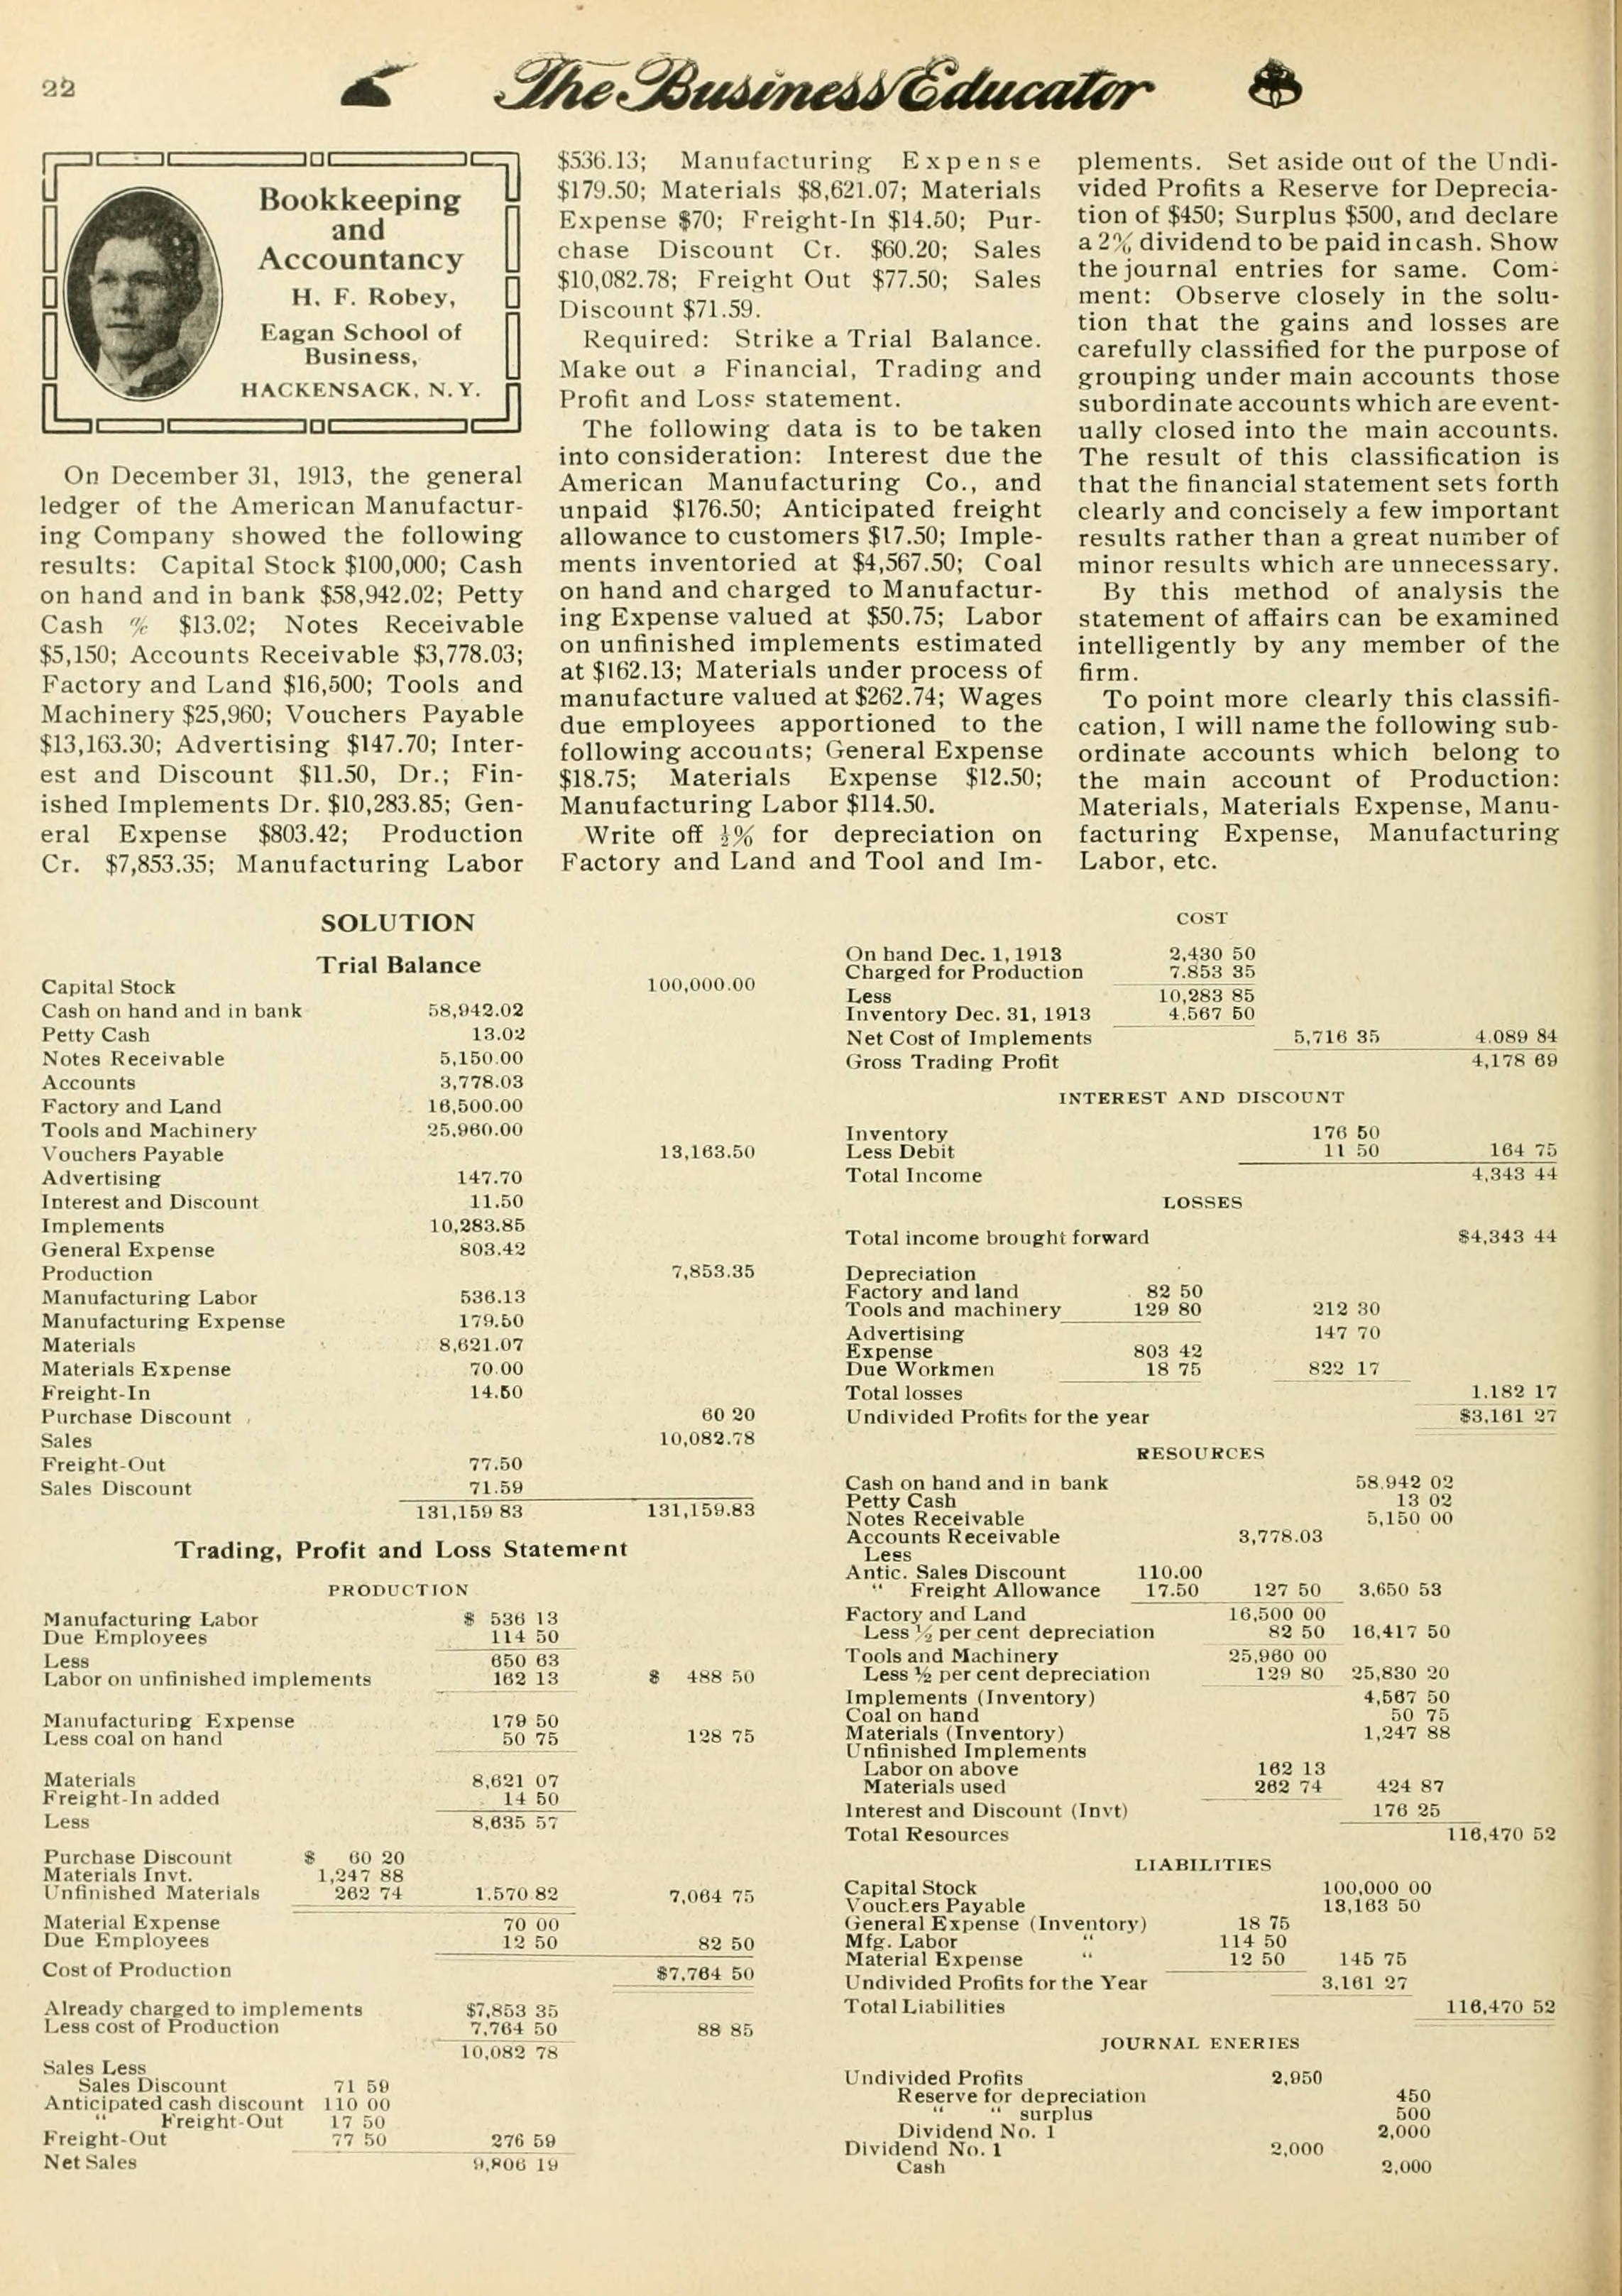 22
The Business Educator
Bookkeeping
and
Accountancy
H. F. Robey,
Eagan School of
Business,
HACKENSACK, N. Y.
On December 31, 1913, the general
ledger of the American Manufactur-
ing Company showed the following
results: Capital Stock $100,000; Cash
on hand and in bank $58,942.02; Petty
Cash % $13.02; Notes Receivable
$5,150; Accounts Receivable $3,778.03;
Factory and Land $16,500; Tools and
Machinery $25,960; Vouchers Payable
$13,163.30; Advertising $147.70; Inter-
est and Discount $11.50, Dr.; Fin-
ished Implements Dr. $10,283.85; Gen-
eral Expense $803.42; Production
Cr. $7,853.35; Manufacturing Labor
$536.13; Manufacturing Expense
$179.50; Materials $8,621.07; Materials
Expense $70; Freight-In $14.50; Pur-
chase Discount Cr. $60.20; Sales
$10,082.78; Freight Out $77.50; Sales
Discount $71.59.
Required: Strike a Trial Balance.
Make out a Financial, Trading and
Profit and Loss statement.
The following data is to be taken
into consideration: Interest due the
American Manufacturing Co., and
unpaid $176.50; Anticipated freight
allowance to customers $17.50; Imple-
ments inventoried at $4,567.50; Coal
on hand and charged to Manufactur-
ing Expense valued at $50.75; Labor
on unfinished implements estimated
at $162.13; Materials under process of
manufacture valued at $262.74; Wages
due employees apportioned to the
following accounts; General Expense
$18.75; Materials Expense $12.50;
Manufacturing Labor $114.50.
Write off ½% for depreciation on
Factory and Land and Tool and Im-
plements. Set aside out of the Undi-
vided Profits a Reserve for Deprecia-
tion of $450; Surplus $500, and declare
a 2% dividend to be paid in cash. Show
the journal entries for same. Com-
ment: Observe closely in the solu-
tion that the gains and losses are
carefully classified for the purpose of
grouping under main accounts those
subordinate accounts which are event-
ually closed into the main accounts.
The result of this classification is
that the financial statement sets forth
clearly and concisely a few important
results rather than a great number of
minor results which are unnecessary.
By this method of analysis the
statement of affairs can be examined
intelligently by any member of the
firm.
To point more clearly this classifi-
cation, I will name the following sub-
ordinate accounts which belong to
the main account of Production:
Materials, Materials Expense, Manu-
facturing Expense, Manufacturing
Labor, etc.
SOLUTION
Trial Balance
Capital Stock 100,000.00
Cash on hand and in bank 58,942.02
Petty Cash 13.02
Notes Receivable 5,150.00
Accounts 3,778.03
Factory and Land 16,500.00
Tools and Machinery 25,960.00
Vouchers Payable 13,163.50
Advertising 147.70
Interest and Discount 11.50
Implements 10,283.85
General Expense 803.42
Production 7,853.35
Manufacturing Labor 536.13
Manufacturing Expense 179.50
Materials 8,621.07
Materials Expense 70.00
Freight-In 14.50
Purchase Discount 60 20
Sales 10,082.78
Freight-Out 77.50
Sales Discount 71.59
131,159 83 131,159.83
Trading, Profit and Loss Statement
PRODUCTION
Manufacturing Labor $ 536 13
Due Employees 114 50
Less 650 63
Labor on unfinished implements 162 13 $ 488 50
Manufacturing Expense 179 50
Less coal on hand 50 75 128 75
Materials 8,621 07
Freight-In added 14 50
Less 8,635 57
Purchase Discount $ 60 20
Materials Invt. 1,247 88
Unfinished Materials 262 74 1.570 82 7,064 75
Material Expense 70 00
Due Employees 12 50 82 50
Cost of Production $7,764 50
Already charged to implements $7,853 35
Less cost of Production 7,764 50 88 85
10,082 78
Sales Less
Sales Discount 71 59
Anticipated cash discount 110 00
" Freight-Out 17 50
Freight-Out 77 50 276 59
Net Sales 9,806 19
COST
On hand Dec. 1, 1913 2,430 50
Charged for Production 7.853 35
Less 10,283 85
Inventory Dec. 31, 1913 4.567 50
Net Cost of Implements 5,716 35 4.089 84
Gross Trading Profit 4,178 69
INTEREST AND DISCOUNT
Inventory 176 50
Less Debit 11 50 164 75
Total Income 4,343 44
LOSSES
Total income brought forward $4,343 44
Depreciation
Factory and land 82 50
Tools and machinery 129 80 212 30
Advertising 147 70
Expense 803 42
Due Workmen 18 75 822 17
Total losses 1.182 17
Undivided Profits for the year $3,161 27
RESOURCES
Cash on hand and in bank 58.942 02
Petty Cash 13 02
Notes Receivable 5,150 00
Accounts Receivable 3,778.03
Less
Antic. Sales Discount 110.00
" Freight Allowance 17.50 127 50 3,650 53
Factory and Land 16,500 00
Less ½ per cent depreciation 82 50 16,417 50
Tools and Machinery 25,960 00
Less ½ per cent depreciation 129 80 25,830 20
Implements (Inventory) 4,567 50
Coal on hand 50 75
Materials (Inventory) 1,247 88
Unfinished Implements
Labor on above 162 13
Materials used 262 74 424 87
Interest and Discount (Invt) 176 25
Total Resources 116,470 52
LIABILITIES
Capital Stock 100,000 00
Vouchers Payable 13,163 50
General Expense (Inventory) 18 75
Mfg. Labor " 114 50
Material Expense " 12 50 145 75
Undivided Profits for the Year 3.161 27
Total Liabilities 116,470 52
JOURNAL ENERIES
Undivided Profits 2,950
Reserve for depreciation 450
" " surplus 500
Dividend No. 1 2,000
Dividend No. 1 2,000
Cash 2,000